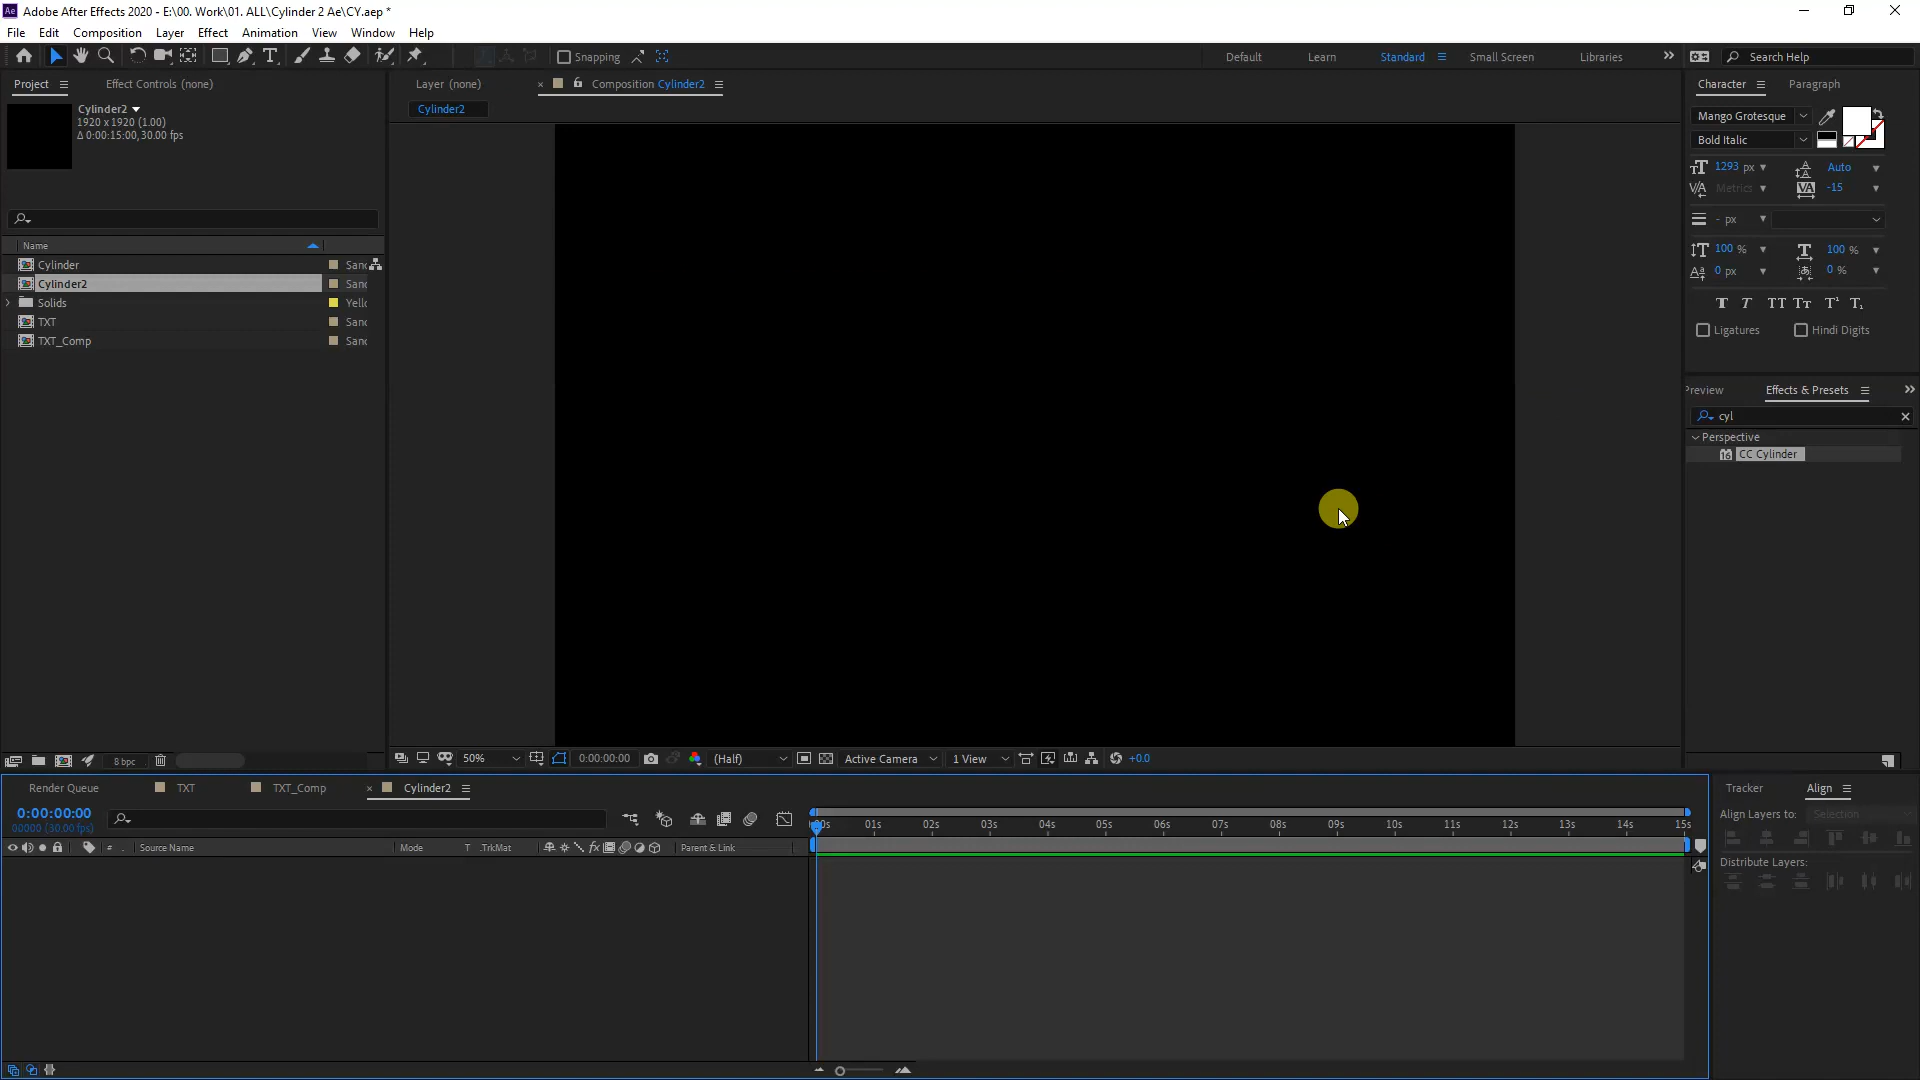 Ae Adobe After Effects 2020 - E:\00. Work\01. ALL\Cylinder 2 Ae\CY.aep *
File Edit Composition Layer Effect Animation View Window Help
Snapping Default Learn Standard Small Screen Libraries Search Help
Project Effect Controls (none) Layer (none) Composition Cylinder2 Character Paragraph
Cylinder2
1920 x 1920 (1.00)
Δ 0:00:15:00, 30.00 fps
Cylinder2
Mango Grotesque
Bold Italic
1293 px Auto
Metrics -15
- px
100 % 100 %
0 px 0 %
Ligatures Hindi Digits
Name
Cylinder
Cylinder2
Solids Yell
TXT
TXT_Comp
Preview Effects & Presets
cyl
Perspective
CC Cylinder
8 bpc 50% 0:00:00:00 (Half) Active Camera 1 View +0.0
Render Queue TXT TXT_Comp Cylinder2 Tracker Align
0:00:00:00
00000 (30.00 fps)
01s 02s 03s 04s 05s 06s 07s 08s 09s 10s 11s 12s 13s 14s 15s
# Source Name Mode T .TrkMat Parent & Link
Align Layers to: Selection
Distribute Layers: